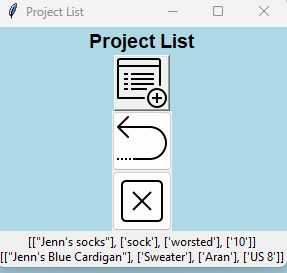 Project List
Project List
[["Jenn's socks"], ['sock'], ['worsted'], ['10']]
[["Jenn's Blue Cardigan"], ['Sweater'], ['Aran'], ['US 8']]